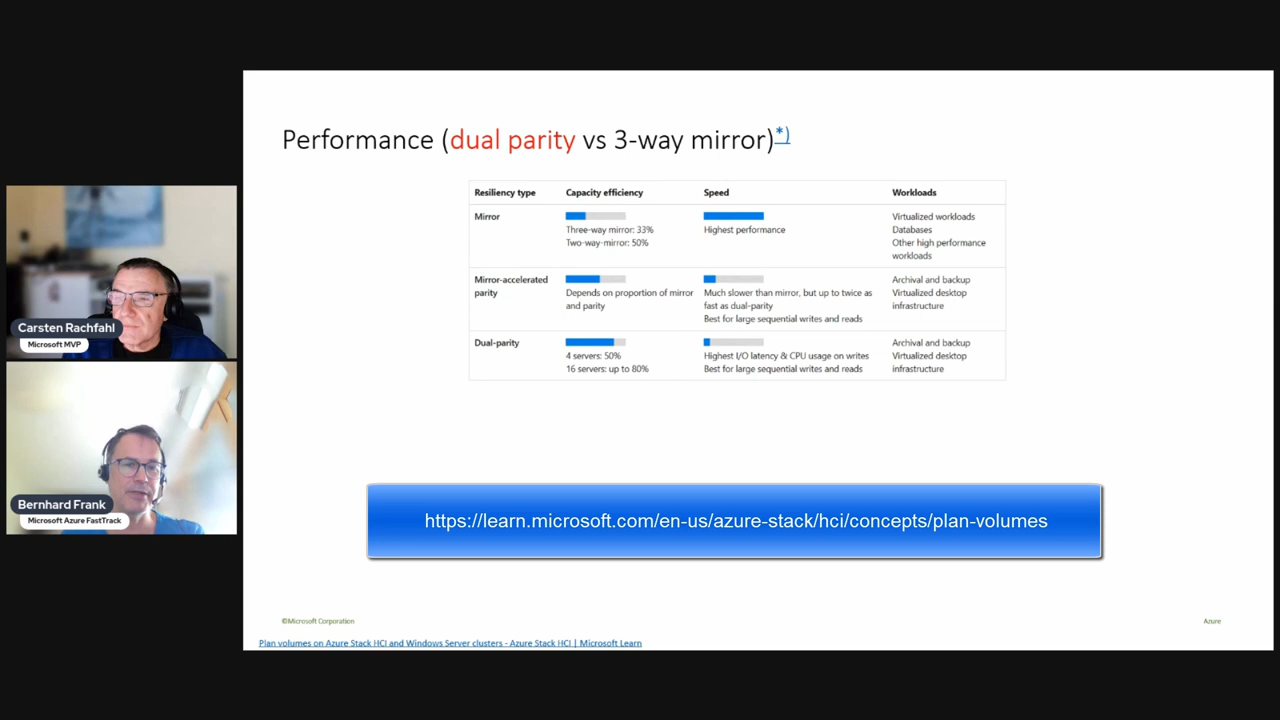 Performance (dual parity vs 3-way mirror)*)
Resiliency type Capacity efficiency Speed Workloads
Mirror
Three-way mirror: 33%
Two-way-mirror: 50%
Highest performance
Virtualized workloads
Databases
Other high performance
workloads
Mirror-accelerated
parity
Depends on proportion of mirror
and parity
Much slower than mirror, but up to twice as
fast as dual-parity
Best for large sequential writes and reads
Archival and backup
Virtualized desktop
infrastructure
Dual-parity
4 servers: 50%
16 servers: up to 80%
Highest I/O latency & CPU usage on writes
Best for large sequential writes and reads
Archival and backup
Virtualized desktop
infrastructure
Carsten Rachfahl
Microsoft MVP
Bernhard Frank
Microsoft Azure FastTrack
https://learn.microsoft.com/en-us/azure-stack/hci/concepts/plan-volumes
©Microsoft Corporation
Azure
Plan volumes on Azure Stack HCI and Windows Server clusters - Azure Stack HCI | Microsoft Learn